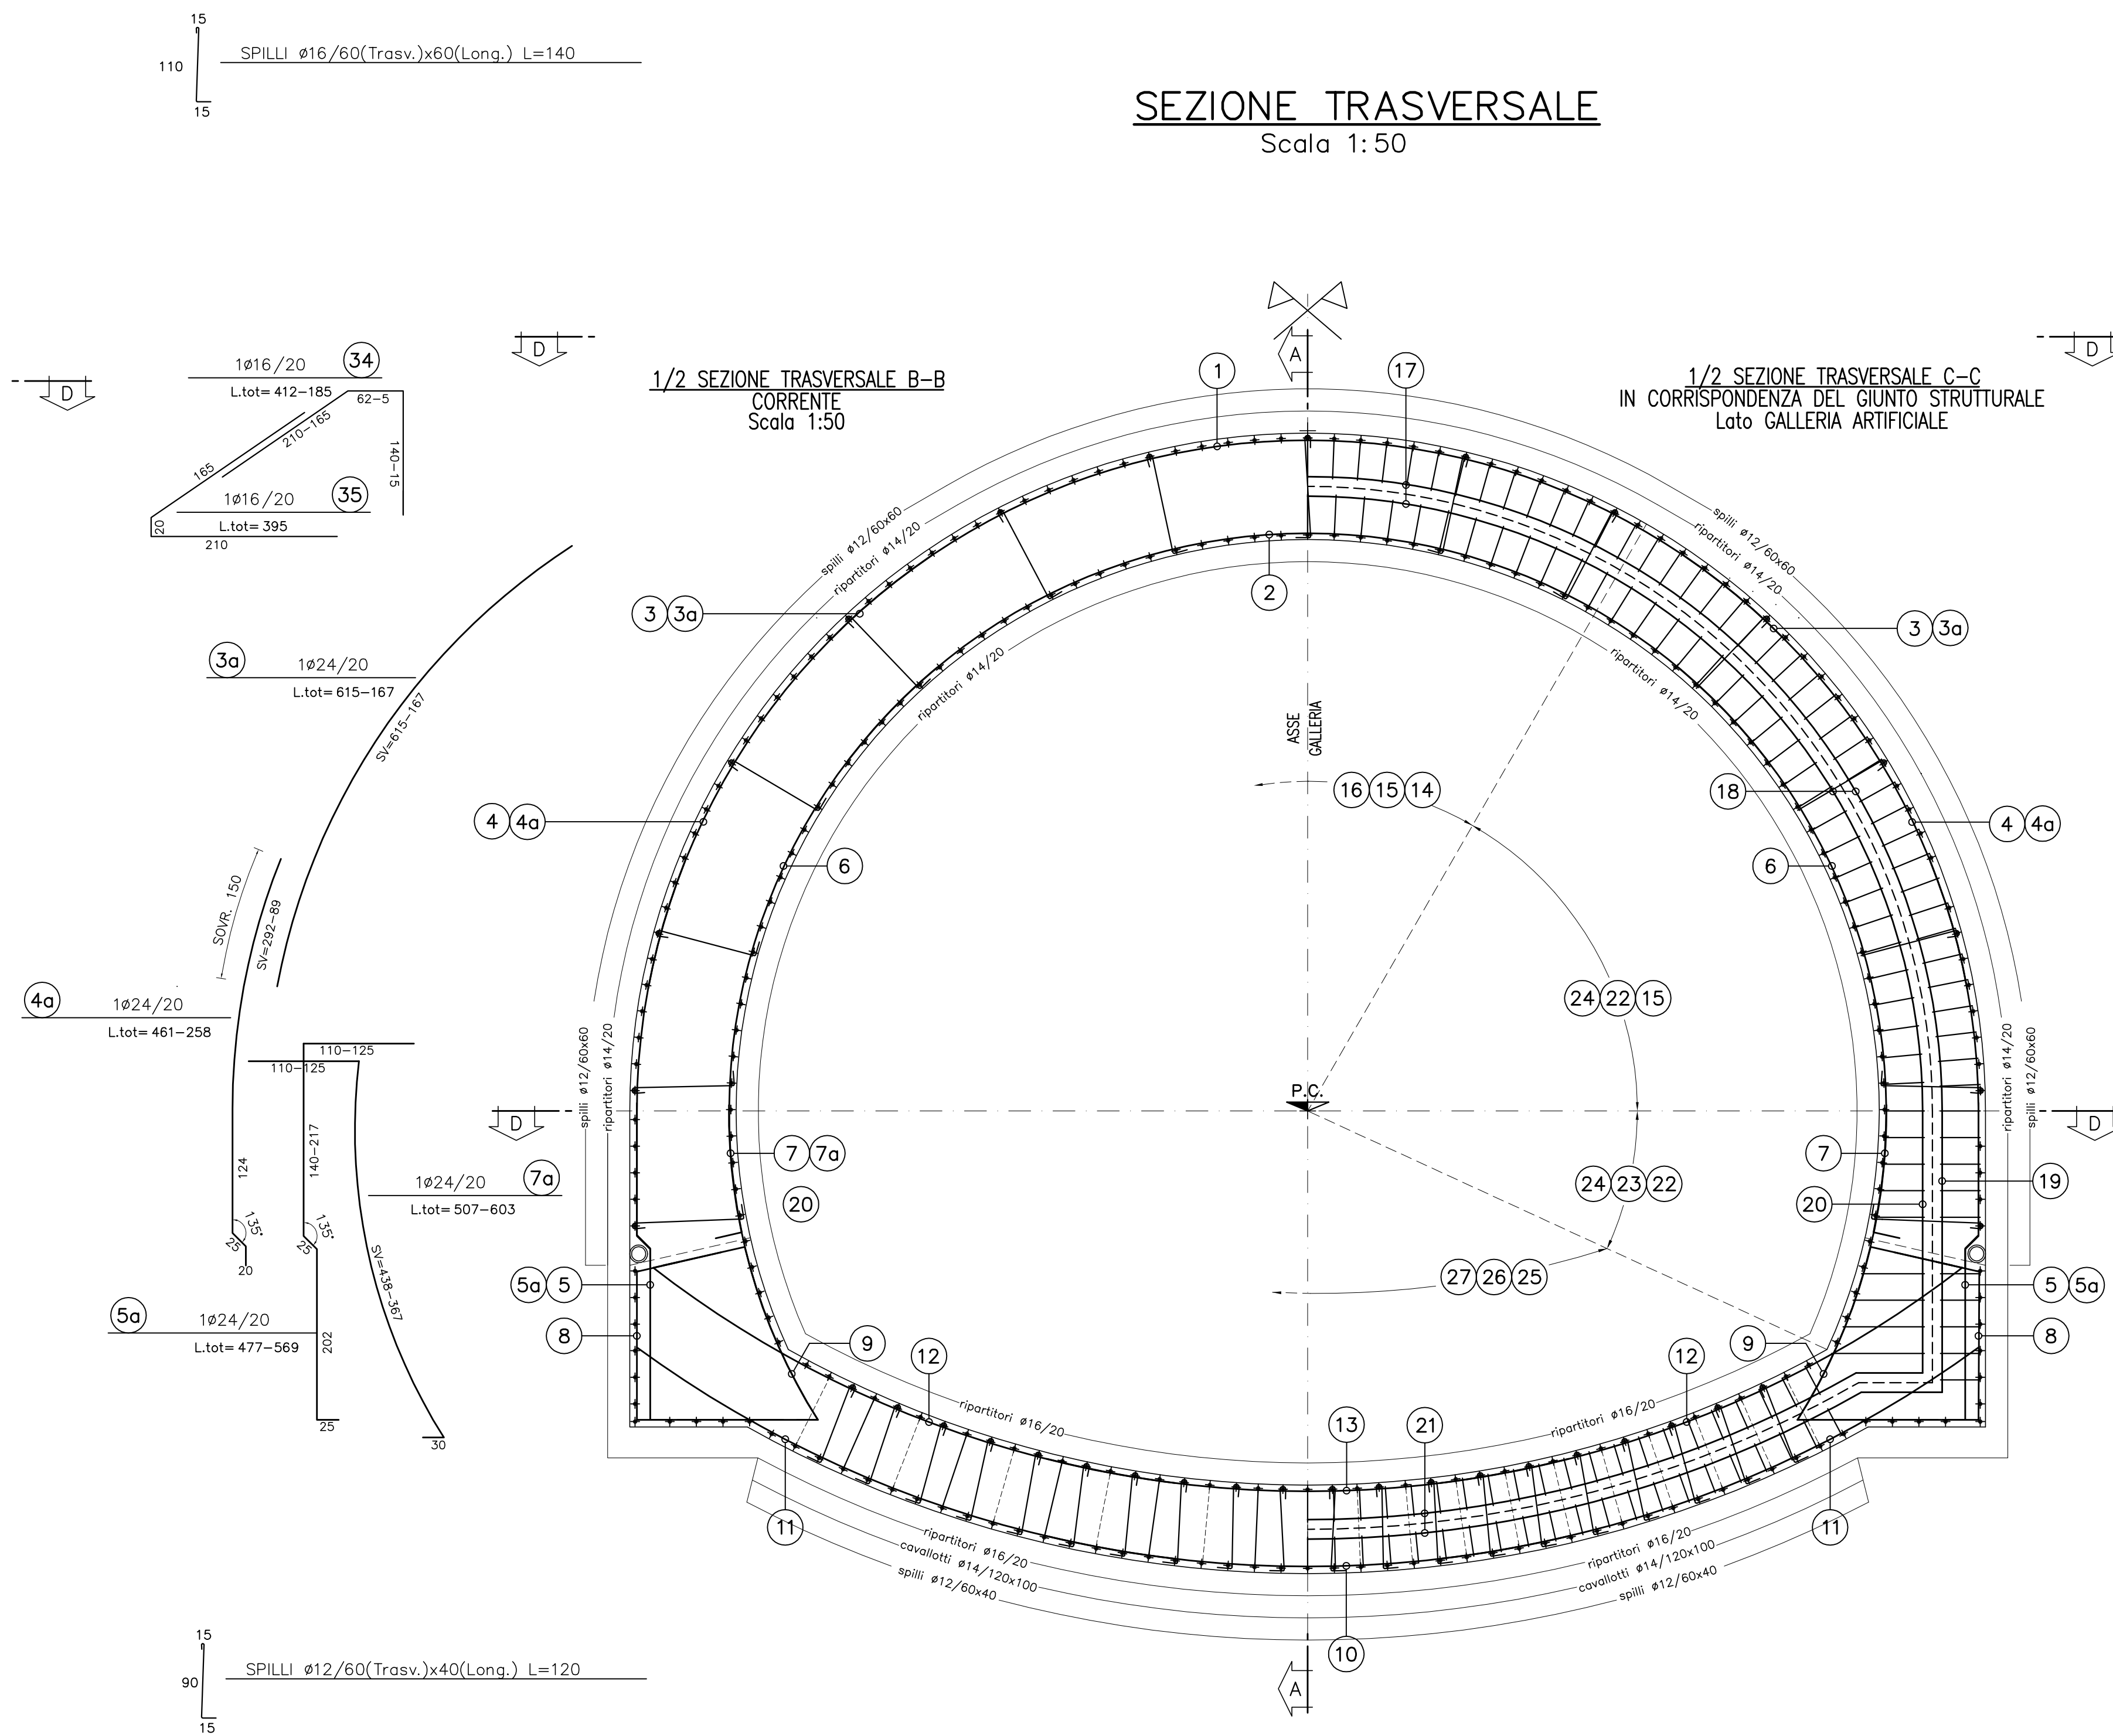 15
110
SPILLI ø16/60(Trasv.)x60(Long.) L=140
15
SEZIONE TRASVERSALE
Scala 1:50
D
D
D
1ø16/20
34
L.tot= 412-185
62-5
210-165
165
140-15
1ø16/20
35
L.tot= 395
20
210
1/2 SEZIONE TRASVERSALE B-B
CORRENTE
Scala 1:50
A
1
17
1/2 SEZIONE TRASVERSALE C-C
IN CORRISPONDENZA DEL GIUNTO STRUTTURALE
Lato GALLERIA ARTIFICIALE
spilli ø12/60x60
ripartitori ø14/20
spilli ø12/60x60
ripartitori ø14/20
2
3 3a
3 3a
ripartitori ø14/20
ripartitori ø14/20
3a
1ø24/20
L.tot= 615-167
SV=615-167
ASSE
GALLERIA
16 15 14
18
4 4a
4 4a
6
6
SOVR. 150
SV=292-89
4a
1ø24/20
L.tot= 461-258
24 22 15
110-125
110-125
spilli ø12/60x60
ripartitori ø14/20
ripartitori ø14/20
spilli ø12/60x60
P.C.
D
D
124
140-217
7 7a
7
1ø24/20
7a
L.tot= 507-603
20
24 23 22
20
19
135°
25
20
135°
25
SV=438-367
5a 5
27 26 25
5 5a
5a
1ø24/20
L.tot= 477-569
202
8
8
9
12
12
9
25
30
ripartitori ø16/20
ripartitori ø16/20
13
21
11
11
ripartitori ø16/20
cavallotti ø14/120x100
spilli ø12/60x40
ripartitori ø16/20
cavallotti ø14/120x100
spilli ø12/60x40
10
A
15
90
SPILLI ø12/60(Trasv.)x40(Long.) L=120
15